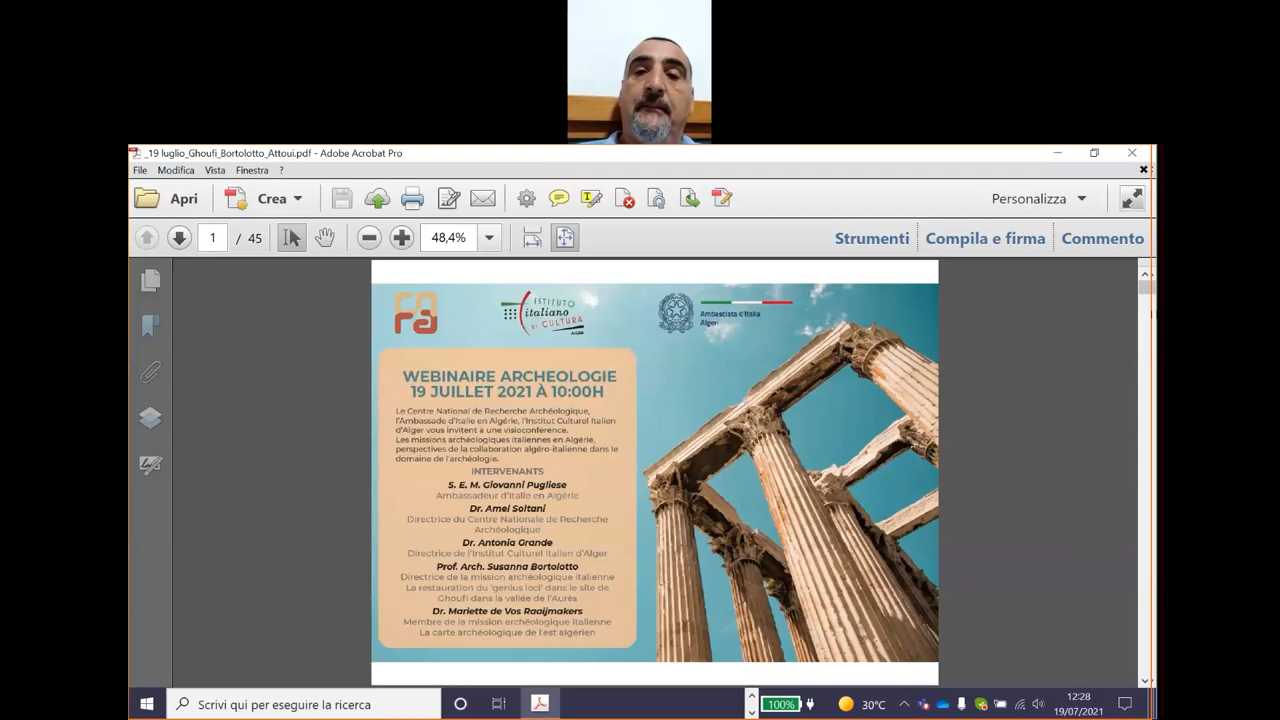 _19 luglio_Ghoufi_Bortolotto_Attoui.pdf - Adobe Acrobat Pro
File Modifica Vista Finestra ?
Apri Crea Personalizza
1 / 45 48,4% Strumenti Compila e firma Commento
cnra
ISTITUTO
italiano
DI CULTURA
ALGERI
Ambasciata d'Italia
Algeri
WEBINAIRE ARCHEOLOGIE
19 JUILLET 2021 À 10:00H
Le Centre National de Recherche Archéologique,
l'Ambassade d'Italie en Algérie, l'Institut Culturel Italien
d'Alger vous invitent à une visioconférence.
Les missions archéologiques italiennes en Algérie,
perspectives de la collaboration algéro-italienne dans le
domaine de l'archéologie.
INTERVENANTS
S. E. M. Giovanni Pugliese
Ambassadeur d'Italie en Algérie
Dr. Amel Soltani
Directrice du Centre Nationale de Recherche
Archéologique
Dr. Antonia Grande
Directrice de l'Institut Culturel Italien d'Alger
Prof. Arch. Susanna Bortolotto
Directrice de la mission archéologique italienne
La restauration du 'genius loci' dans le site de
Ghoufi dans la vallée de l'Aurès
Dr. Mariette de Vos Raaijmakers
Membre de la mission archéologique Italienne
La carte archéologique de l'est algérien
Scrivi qui per eseguire la ricerca
100% 30°C 12:28
19/07/2021